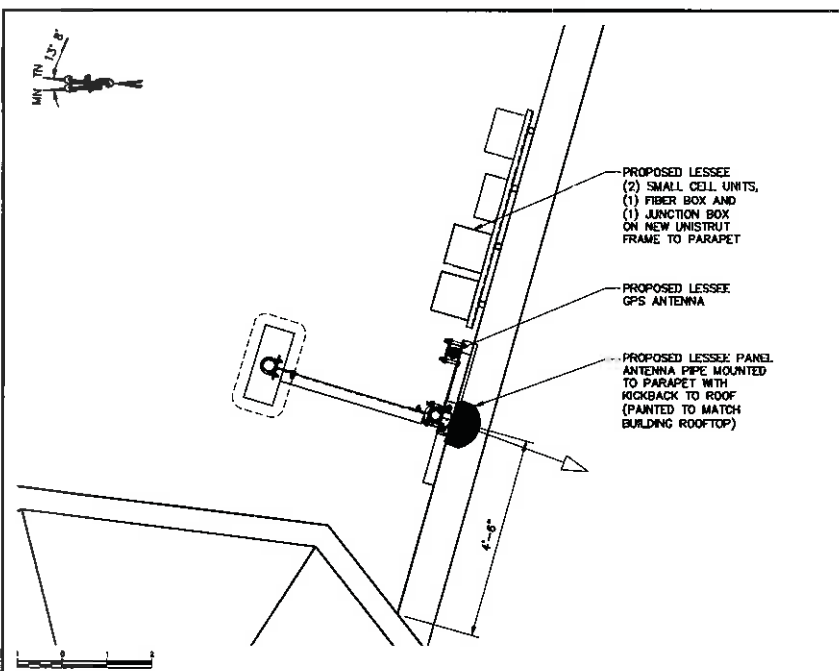 MN TN 13° 8'
PROPOSED LESSEE
(2) SMALL CELL UNITS,
(1) FIBER BOX AND
(1) JUNCTION BOX
ON NEW UNISTRUT
FRAME TO PARAPET
PROPOSED LESSEE
GPS ANTENNA
PROPOSED LESSEE PANEL
ANTENNA PIPE MOUNTED
TO PARAPET WITH
KICKBACK TO ROOF
(PAINTED TO MATCH
BUILDING ROOFTOP)
4'-6"
1 0 1 2